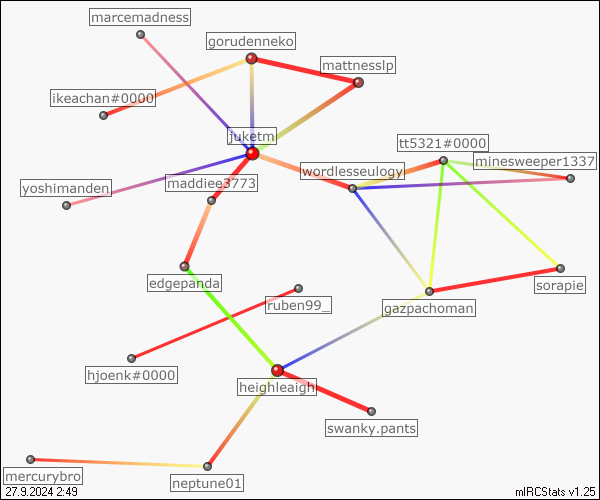 marcemadness
gorudenneko
mattnesslp
ikeachan#0000
juketm
tt5321#0000
minesweeper1337
wordlesseulogy
maddiee3773
yoshimanden
edgepanda
sorapie
ruben99_
gazpachoman
hjoenk#0000
heighleaigh
swanky.pants
mercurybro
neptune01
27.9.2024 2:49
mIRCStats v1.25